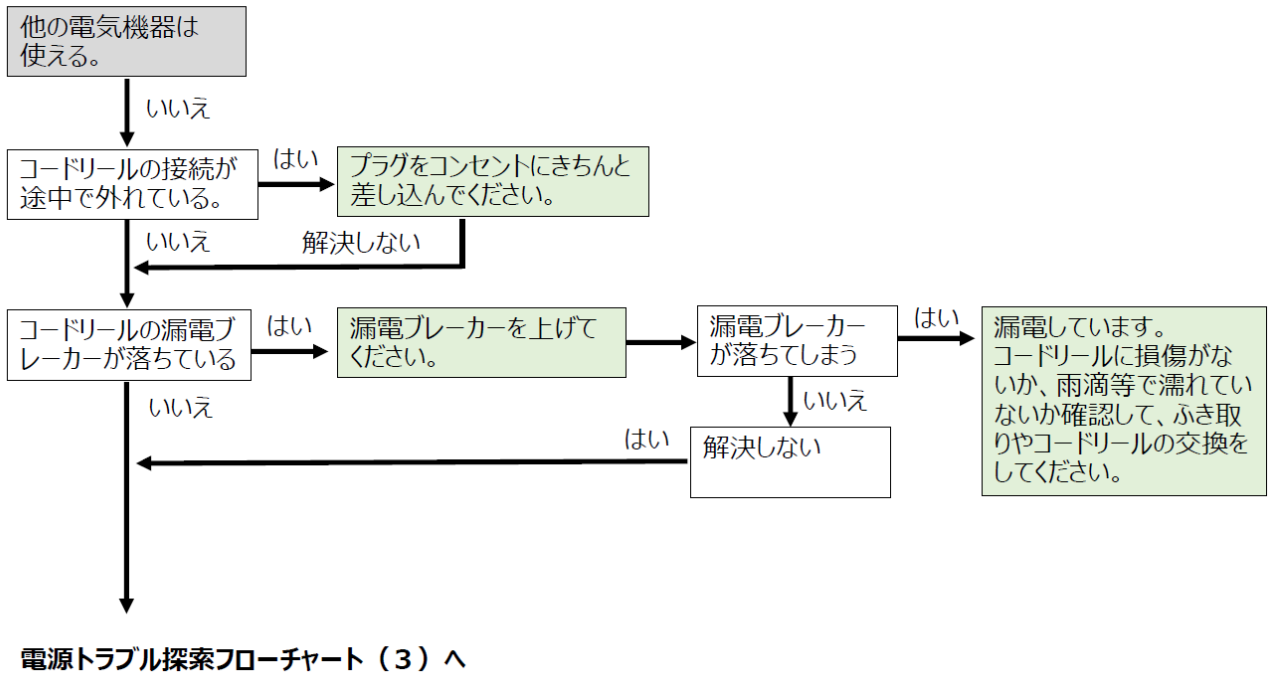 他の電気機器は
使える。
いいえ
コードリールの接続が
途中で外れている。
はい
プラグをコンセントにきちんと
差し込んでください。
いいえ
解決しない
コードリールの漏電ブ
レーカーが落ちている
はい
漏電ブレーカーを上げて
ください。
漏電ブレーカー
が落ちてしまう
はい
漏電しています。
コードリールに損傷がな
いか、雨滴等で濡れてい
ないか確認して、ふき取
りやコードリールの交換を
してください。
いいえ
いいえ
はい
解決しない
電源トラブル探索フローチャート（３）へ